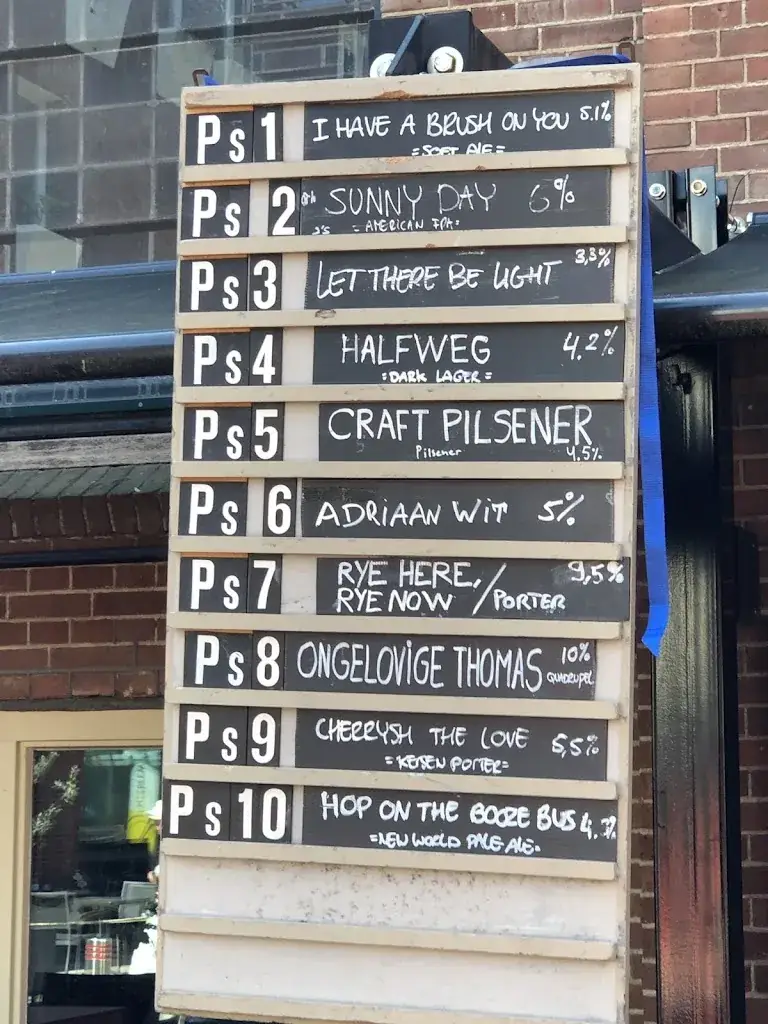 Ps 1 I HAVE A BRUSH ON YOU 5.1%
=SOFT ALE=
Ps 2 SUNNY DAY 6%
- AMERICAN IPA-
Ps 3 LET THERE BE LIGHT 3,3%
Ps 4 HALFWEG 4.2%
=DARK LAGER=
Ps 5 CRAFT PILSENER
Pilsener 4.5%
Ps 6 ADRIAAN WIT 5%
Ps 7 RYE HERE, 9,5%
RYE NOW / PORTER
Ps 8 ONGELOVIGE THOMAS 10%
QUADRUPEL
Ps 9 CHERRYSH THE LOVE 5,5%
=KERSEN PORTER=
Ps 10 HOP ON THE BOOZE BUS
=NEW WORLD PALE ALE=